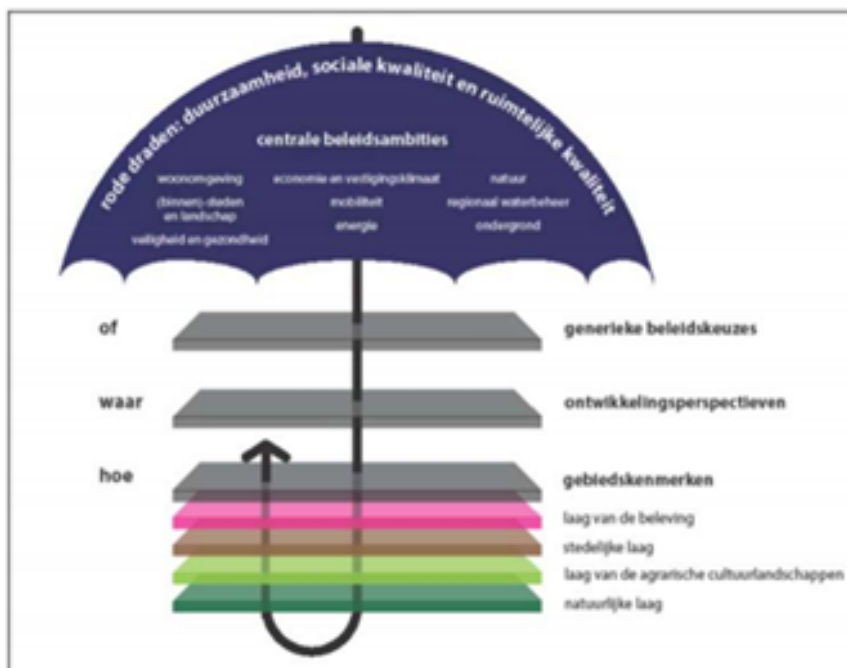 rode draden: duurzaamheid, sociale kwaliteit en ruimtelijke kwaliteit
centrale beleidsambities
woonomgeving
(binnen)-steden
en landschap
veiligheid en gezondheid
economie en vestigingsklimaat
mobiliteit
energie
natuur
regionaal waterbeheer
ondergrond
of
generieke beleidskeuzes
waar
ontwikkelingsperspectieven
hoe
gebiedskenmerken
laag van de beleving
stedelijke laag
laag van de agrarische cultuurlandschappen
natuurlijke laag